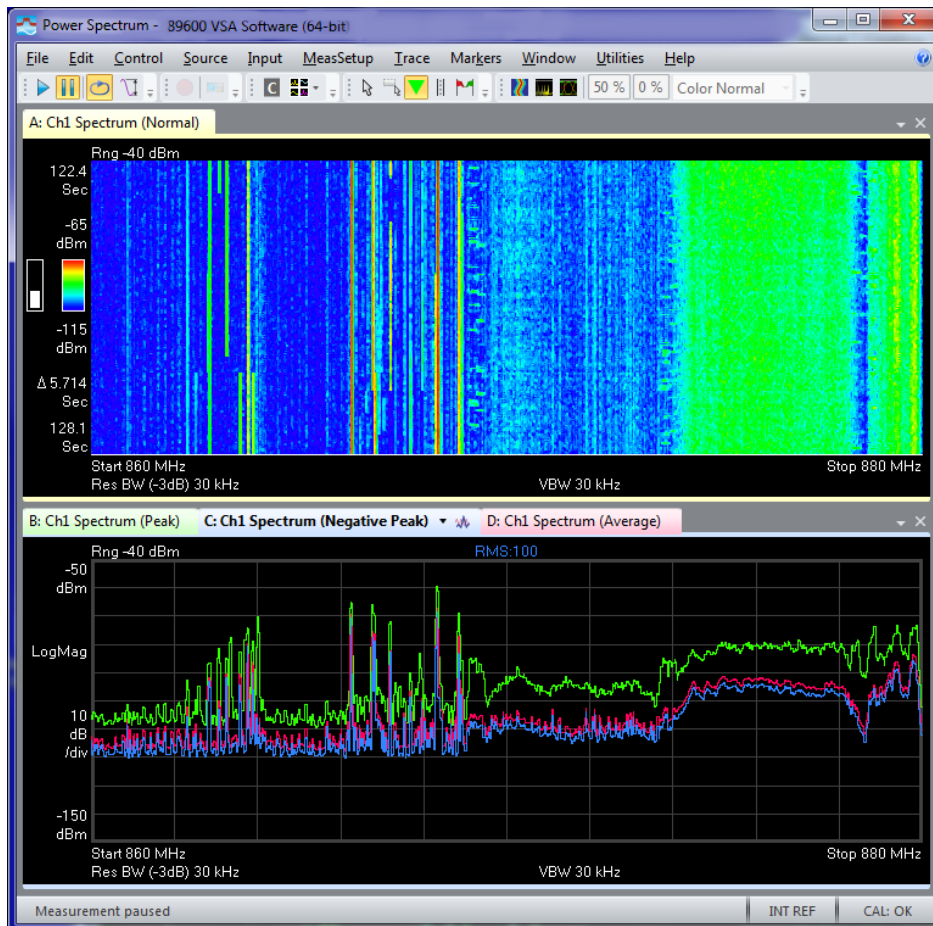 Power Spectrum - 89600 VSA Software (64-bit)
File Edit Control Source Input MeasSetup Trace Markers Window Utilities Help
C 50 % 0 % Color Normal
A: Ch1 Spectrum (Normal)
Rng -40 dBm
122.4
Sec
-65
dBm
-115
dBm
Δ 5.714
Sec
128.1
Sec
Start 860 MHz Stop 880 MHz
Res BW (-3dB) 30 kHz VBW 30 kHz
B: Ch1 Spectrum (Peak) C: Ch1 Spectrum (Negative Peak) D: Ch1 Spectrum (Average)
Rng -40 dBm RMS:100
-50
dBm
LogMag
10
dB
/div
-150
dBm
Start 860 MHz Stop 880 MHz
Res BW (-3dB) 30 kHz VBW 30 kHz
Measurement paused INT REF CAL: OK